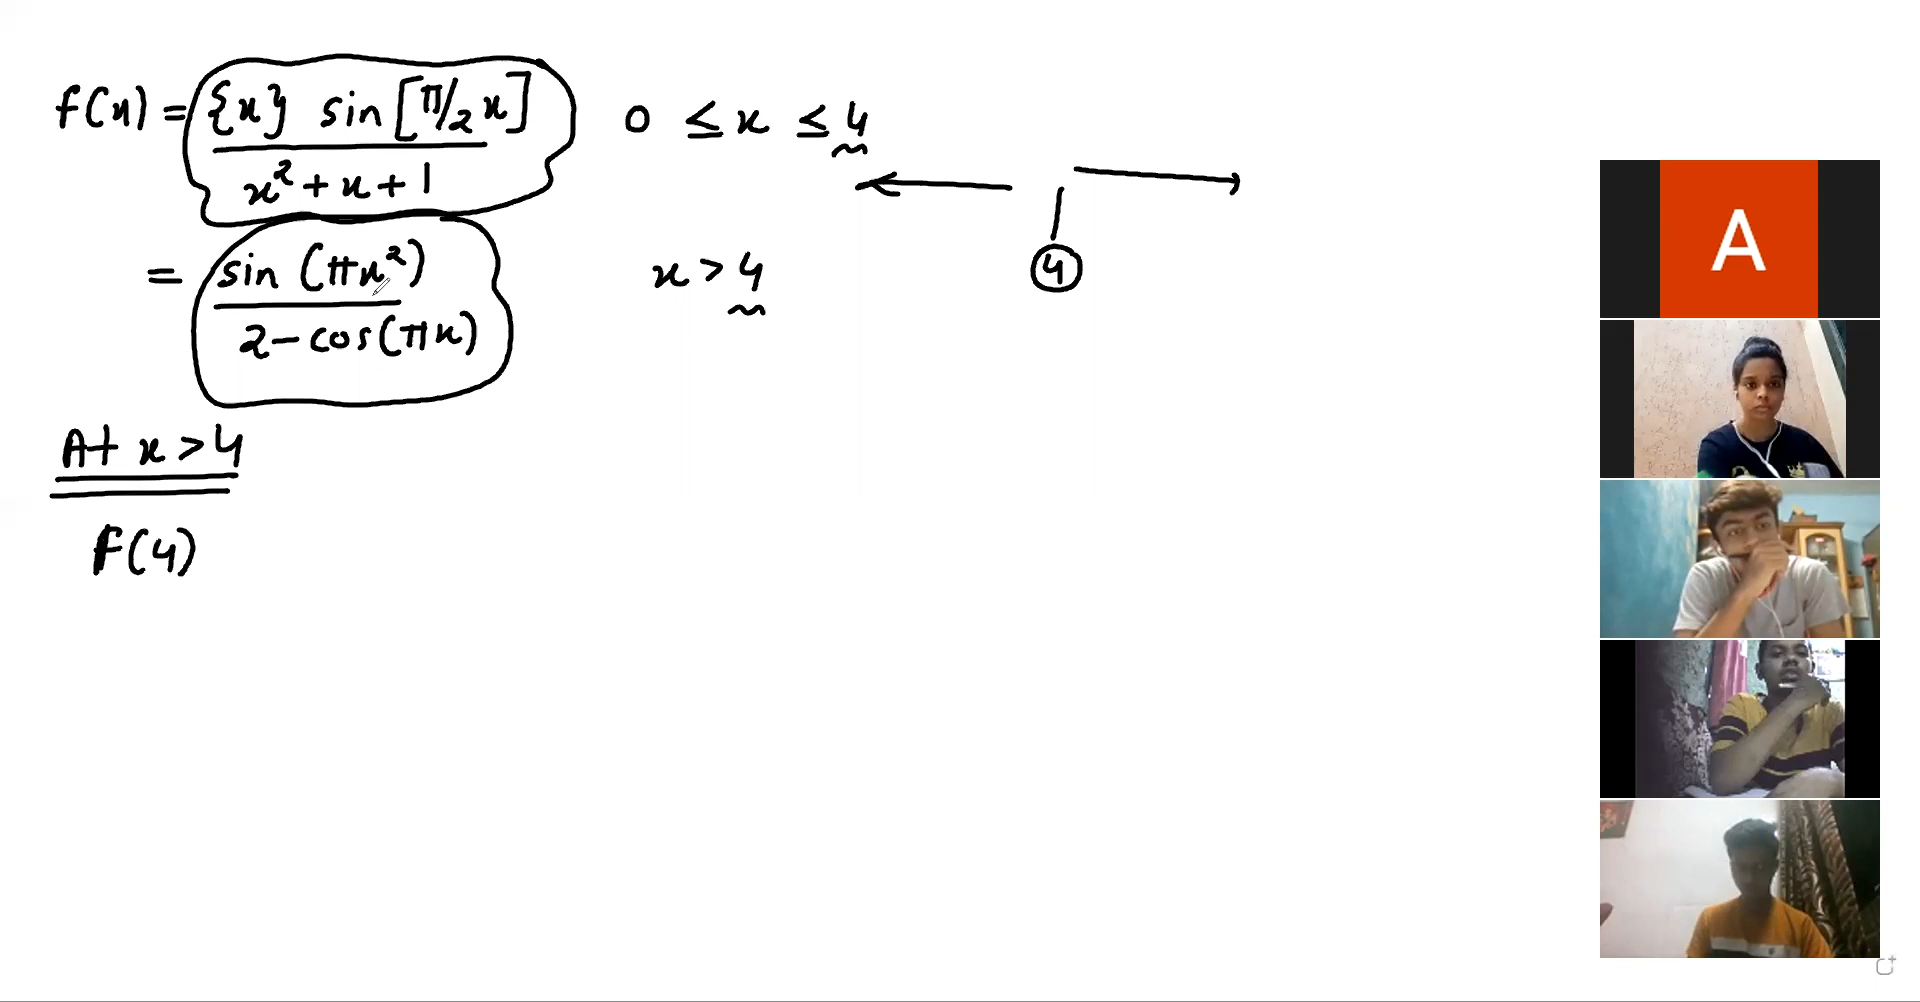 f(x) = {x} sin[π/2 x] / x² + x + 1    0 ≤ x ≤ 4
= sin(πx²) / 2 - cos(πx)    x > 4
4
At x > 4
F(4)
A